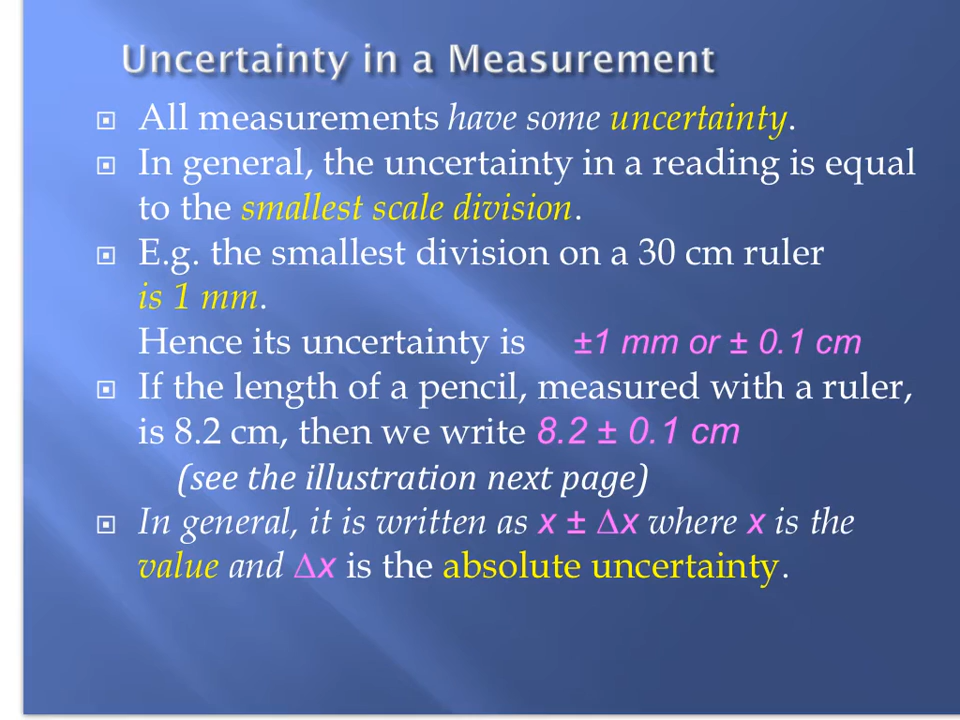 Uncertainty in a Measurement
All measurements have some uncertainty.
In general, the uncertainty in a reading is equal
to the smallest scale division.
E.g. the smallest division on a 30 cm ruler
is 1 mm.
Hence its uncertainty is ±1 mm or ± 0.1 cm
If the length of a pencil, measured with a ruler,
is 8.2 cm, then we write 8.2 ± 0.1 cm
(see the illustration next page)
In general, it is written as x ± ∆x where x is the
value and ∆x is the absolute uncertainty.